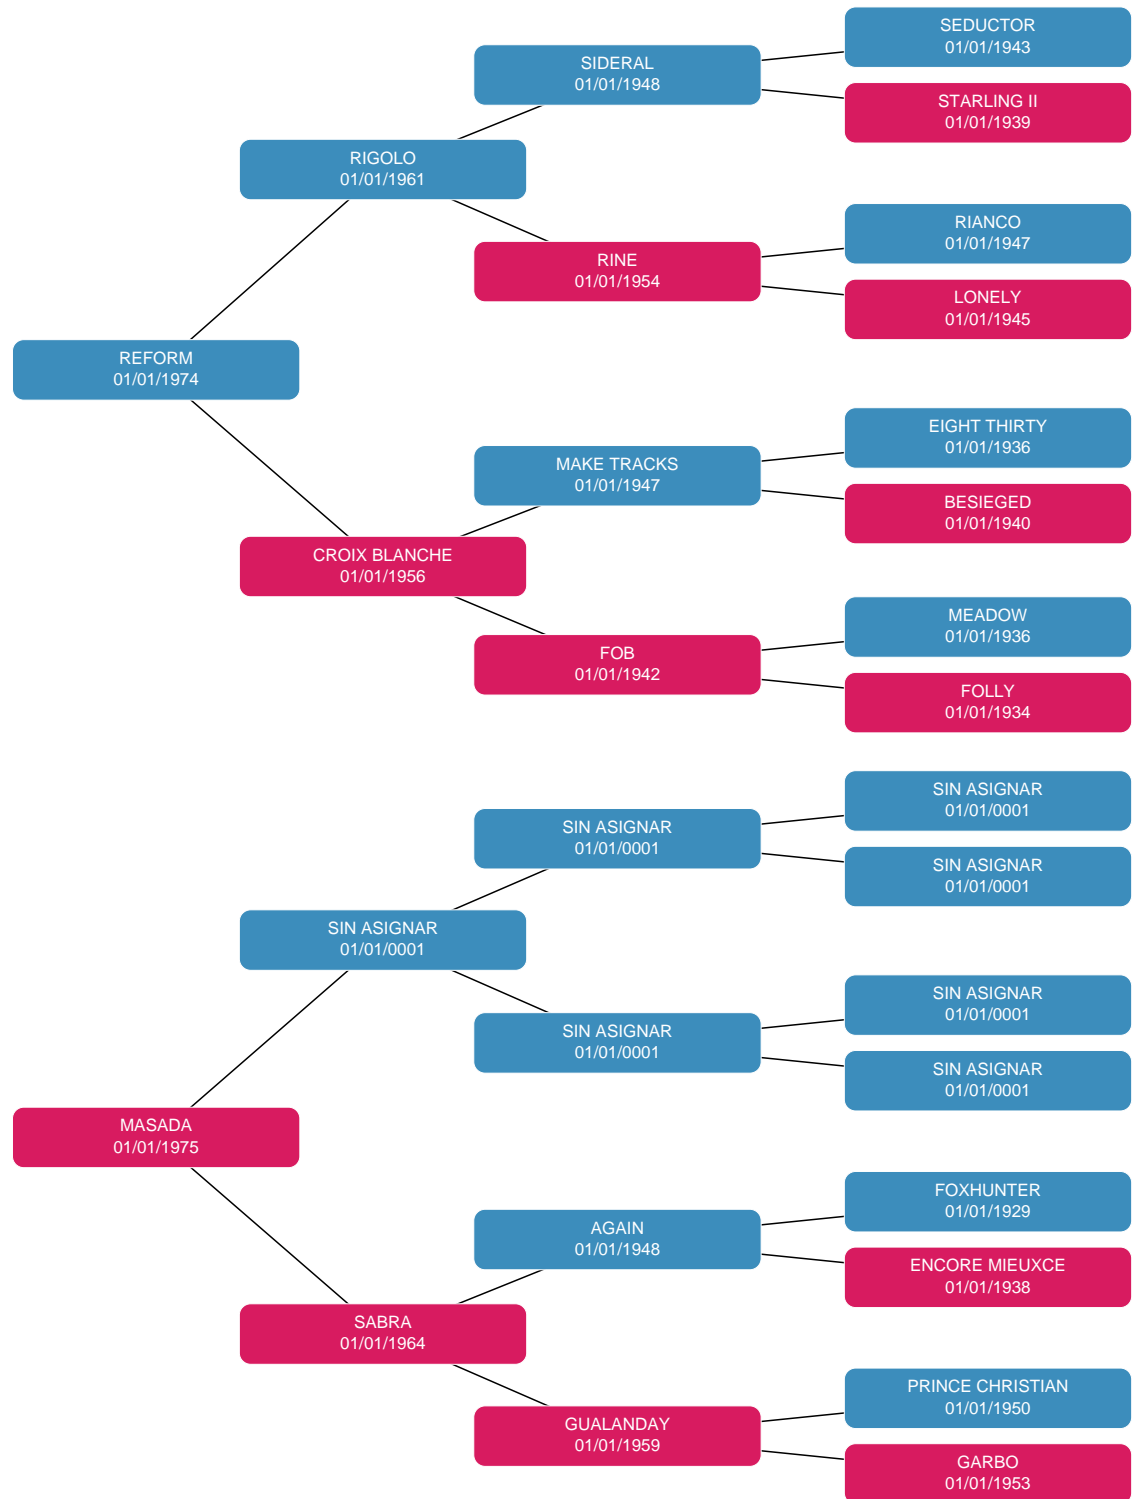 SEDUCTOR
01/01/1943
SIDERAL
01/01/1948
STARLING II
01/01/1939
RIGOLO
01/01/1961
RIANCO
01/01/1947
RINE
01/01/1954
LONELY
01/01/1945
REFORM
01/01/1974
EIGHT THIRTY
01/01/1936
MAKE TRACKS
01/01/1947
BESIEGED
01/01/1940
CROIX BLANCHE
01/01/1956
MEADOW
01/01/1936
FOB
01/01/1942
FOLLY
01/01/1934
SIN ASIGNAR
01/01/0001
SIN ASIGNAR
01/01/0001
SIN ASIGNAR
01/01/0001
SIN ASIGNAR
01/01/0001
SIN ASIGNAR
01/01/0001
SIN ASIGNAR
01/01/0001
SIN ASIGNAR
01/01/0001
MASADA
01/01/1975
FOXHUNTER
01/01/1929
AGAIN
01/01/1948
ENCORE MIEUXCE
01/01/1938
SABRA
01/01/1964
PRINCE CHRISTIAN
01/01/1950
GUALANDAY
01/01/1959
GARBO
01/01/1953